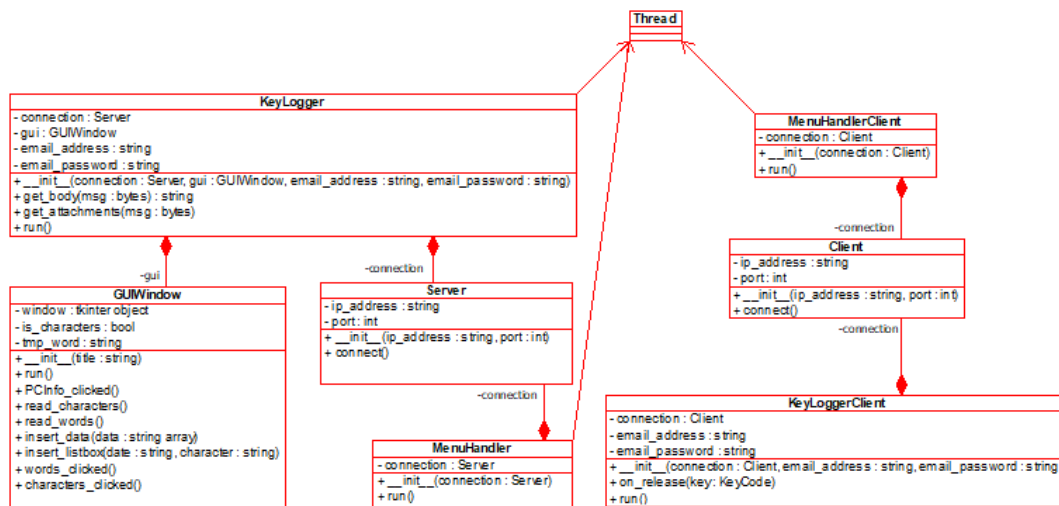 Thread
KeyLogger
- connection : Server
- gui : GUIWindow
- email_address : string
- email_password : string
+ __init__(connection : Server, gui : GUIWindow, email_address : string, email_password : string)
+ get_body(msg : bytes) : string
+ get_attachments(msg : bytes)
+ run()
MenuHandlerClient
- connection : Client
+ __init__(connection : Client)
+ run()
-connection
Client
- ip_address : string
- port : int
+ __init__(ip_address : string, port : int)
+ connect()
-connection
-gui
GUIWindow
- window : tkinter object
- is_characters : bool
- tmp_word : string
+ __init__(title : string)
+ run()
+ PCInfo_clicked()
+ read_characters()
+ read_words()
+ insert_data(data : string array)
+ insert_listbox(date : string, character : string)
+ words_clicked()
+ characters_clicked()
-connection
Server
- ip_address : string
- port : int
+ __init__(ip_address : string, port : int)
+ connect()
-connection
MenuHandler
- connection : Server
+ __init__(connection : Server)
+ run()
KeyLoggerClient
- connection : Client
- email_address : string
- email_password : string
+ __init__(connection : Client, email_address : string, email_password : string
+ on_release(key: KeyCode)
+ run()